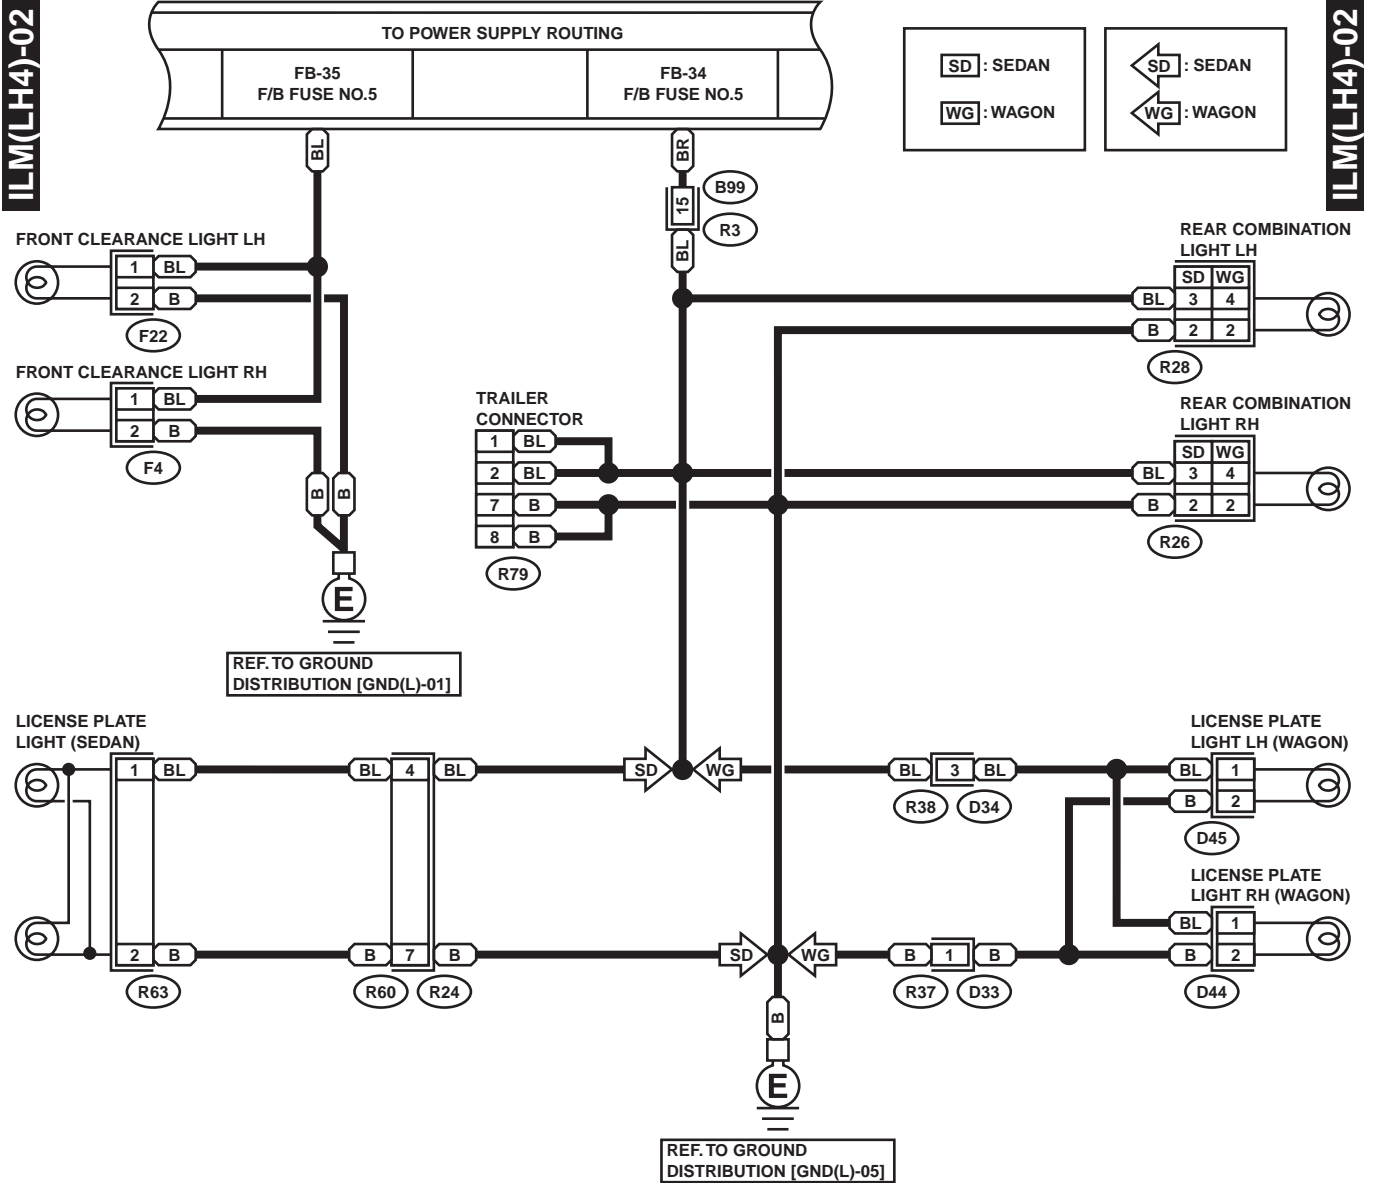 ILM(LH4)-02
ILM(LH4)-02
TO POWER SUPPLY ROUTING
FB-35
F/B FUSE NO.5
FB-34
F/B FUSE NO.5
SD : SEDAN
WG : WAGON
SD : SEDAN
WG : WAGON
BL
BR
15
B99
R3
BL
FRONT CLEARANCE LIGHT LH
1 BL
2 B
F22
FRONT CLEARANCE LIGHT RH
1 BL
2 B
F4
B
B
E
REF. TO GROUND
DISTRIBUTION [GND(L)-01]
TRAILER
CONNECTOR
1 BL
2 BL
7 B
8 B
R79
REAR COMBINATION
LIGHT LH
SD WG
BL 3 4
B 2 2
R28
REAR COMBINATION
LIGHT RH
SD WG
BL 3 4
B 2 2
R26
LICENSE PLATE
LIGHT (SEDAN)
1 BL
BL 4 BL
SD
WG
BL 3 BL
R38
D34
LICENSE PLATE
LIGHT LH (WAGON)
BL 1
B 2
D45
LICENSE PLATE
LIGHT RH (WAGON)
BL 1
B 2
D44
2 B
R63
B 7 B
R60
R24
SD
WG
B 1 B
R37
D33
B
E
REF. TO GROUND
DISTRIBUTION [GND(L)-05]